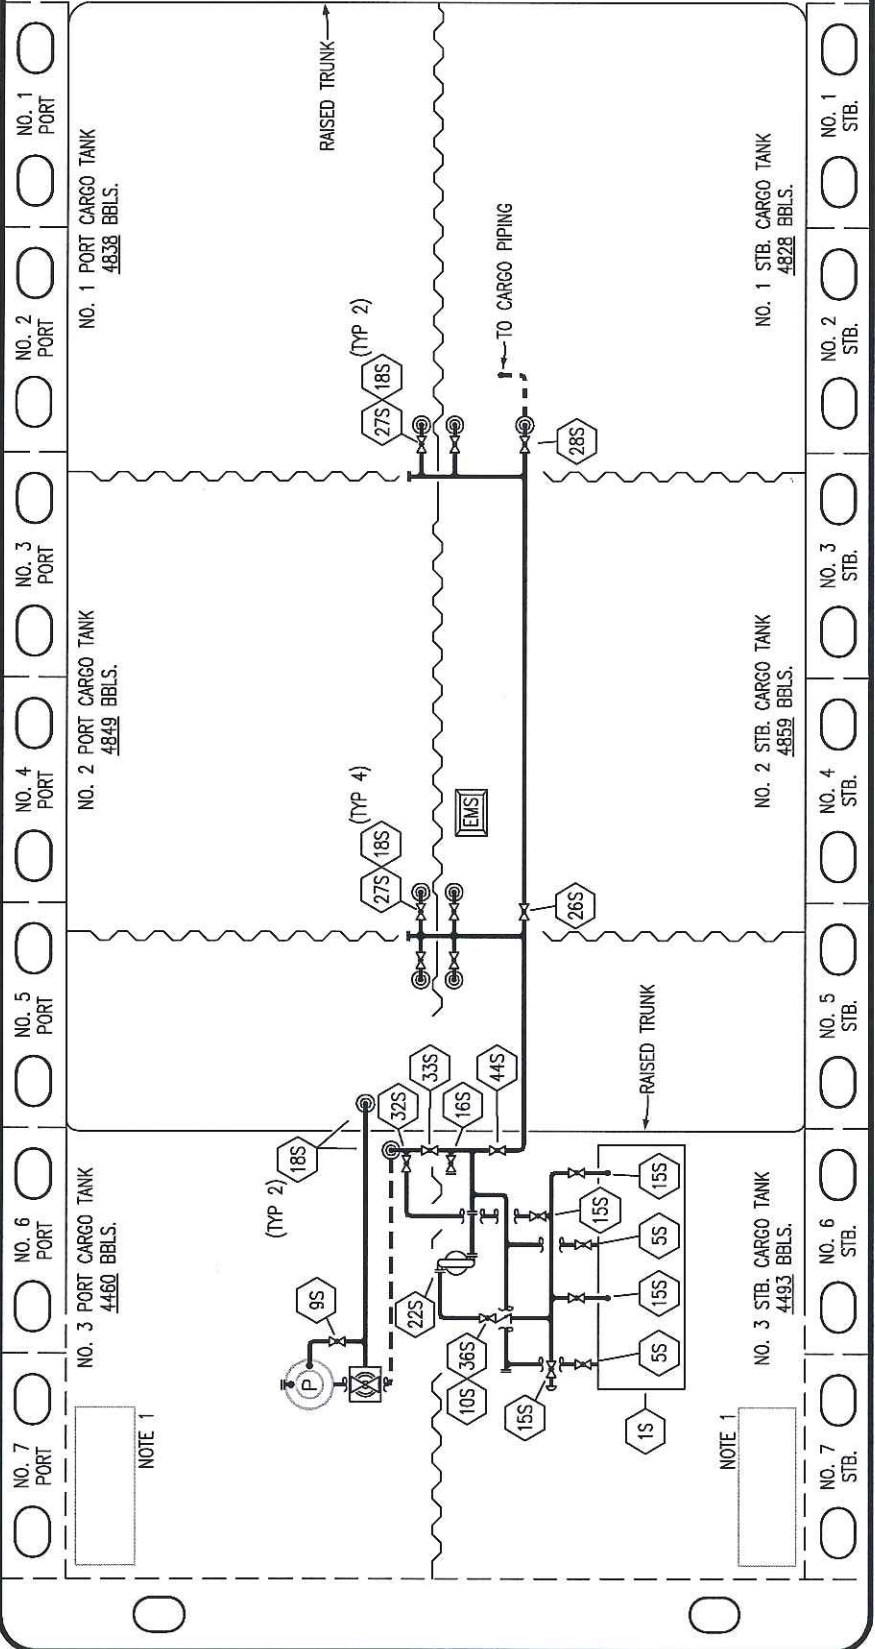 NO. 7
PORT
NO. 6
PORT
NO. 5
PORT
NO. 4
PORT
NO. 3
PORT
NO. 2
PORT
NO. 1
PORT
NOTE 1
NO. 3 PORT CARGO TANK
4460 BBLS.
NO. 2 PORT CARGO TANK
4849 BBLS.
NO. 1 PORT CARGO TANK
4838 BBLS.
(TYP 2)
18S
9S
P
32S
33S
16S
44S
22S
10S
36S
15S
15S
5S
15S
5S
15S
1S
RAISED TRUNK
(TYP 4)
27S
18S
EMS
26S
(TYP 2)
27S
18S
28S
TO CARGO PIPING
RAISED TRUNK
NOTE 1
NO. 3 STB. CARGO TANK
4493 BBLS.
NO. 2 STB. CARGO TANK
4859 BBLS.
NO. 1 STB. CARGO TANK
4828 BBLS.
NO. 7
STB.
NO. 6
STB.
NO. 5
STB.
NO. 4
STB.
NO. 3
STB.
NO. 2
STB.
NO. 1
STB.